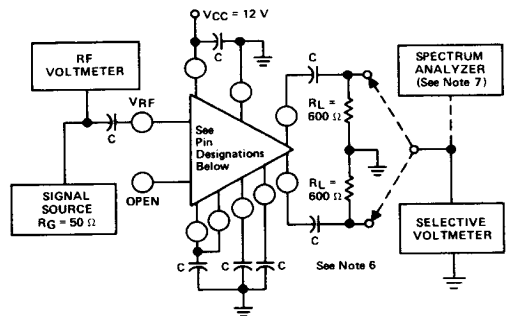 VCC = 12 V
C
RF
VOLTMETER
C
SPECTRUM
ANALYZER
(See Note 7)
VRF
C
See
Pin
Designations
Below
RL =
600 Ω
RL =
600 Ω
SIGNAL
SOURCE
RG = 50 Ω
OPEN
C
SELECTIVE
VOLTMETER
C
C
C
See Note 6